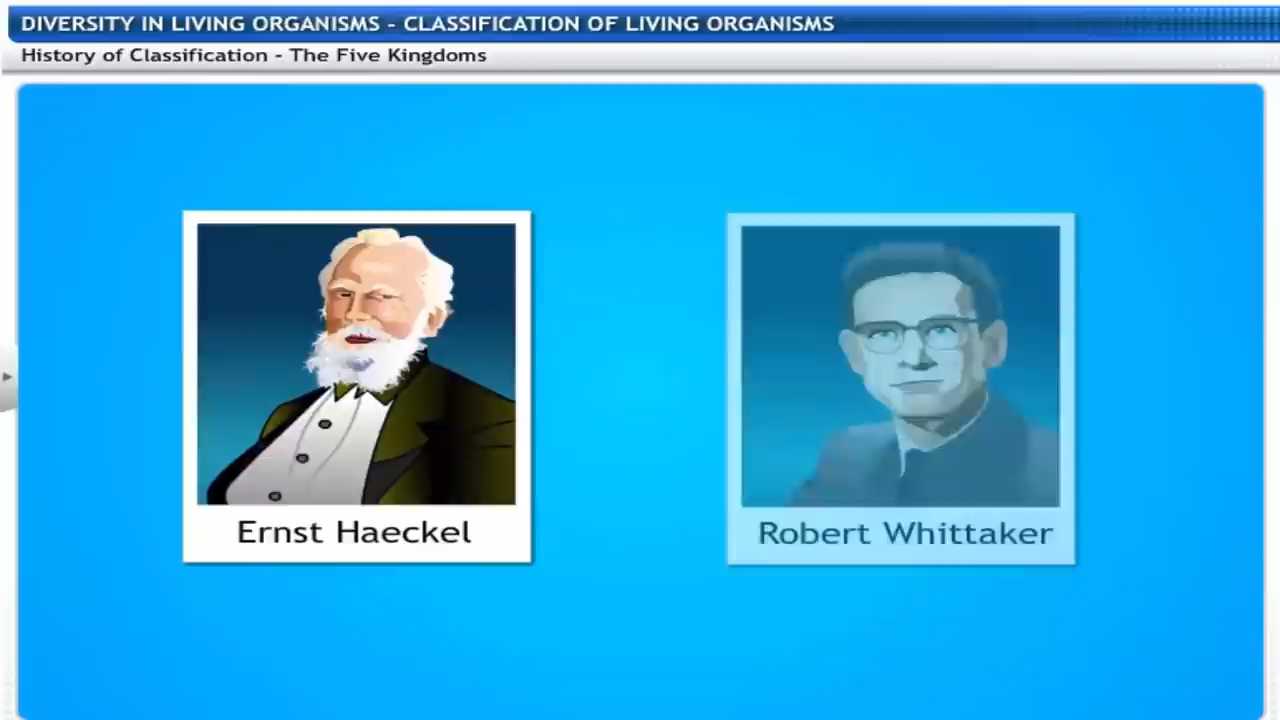 DIVERSITY IN LIVING ORGANISMS - CLASSIFICATION OF LIVING ORGANISMS
History of Classification - The Five Kingdoms
Ernst Haeckel
Robert Whittaker